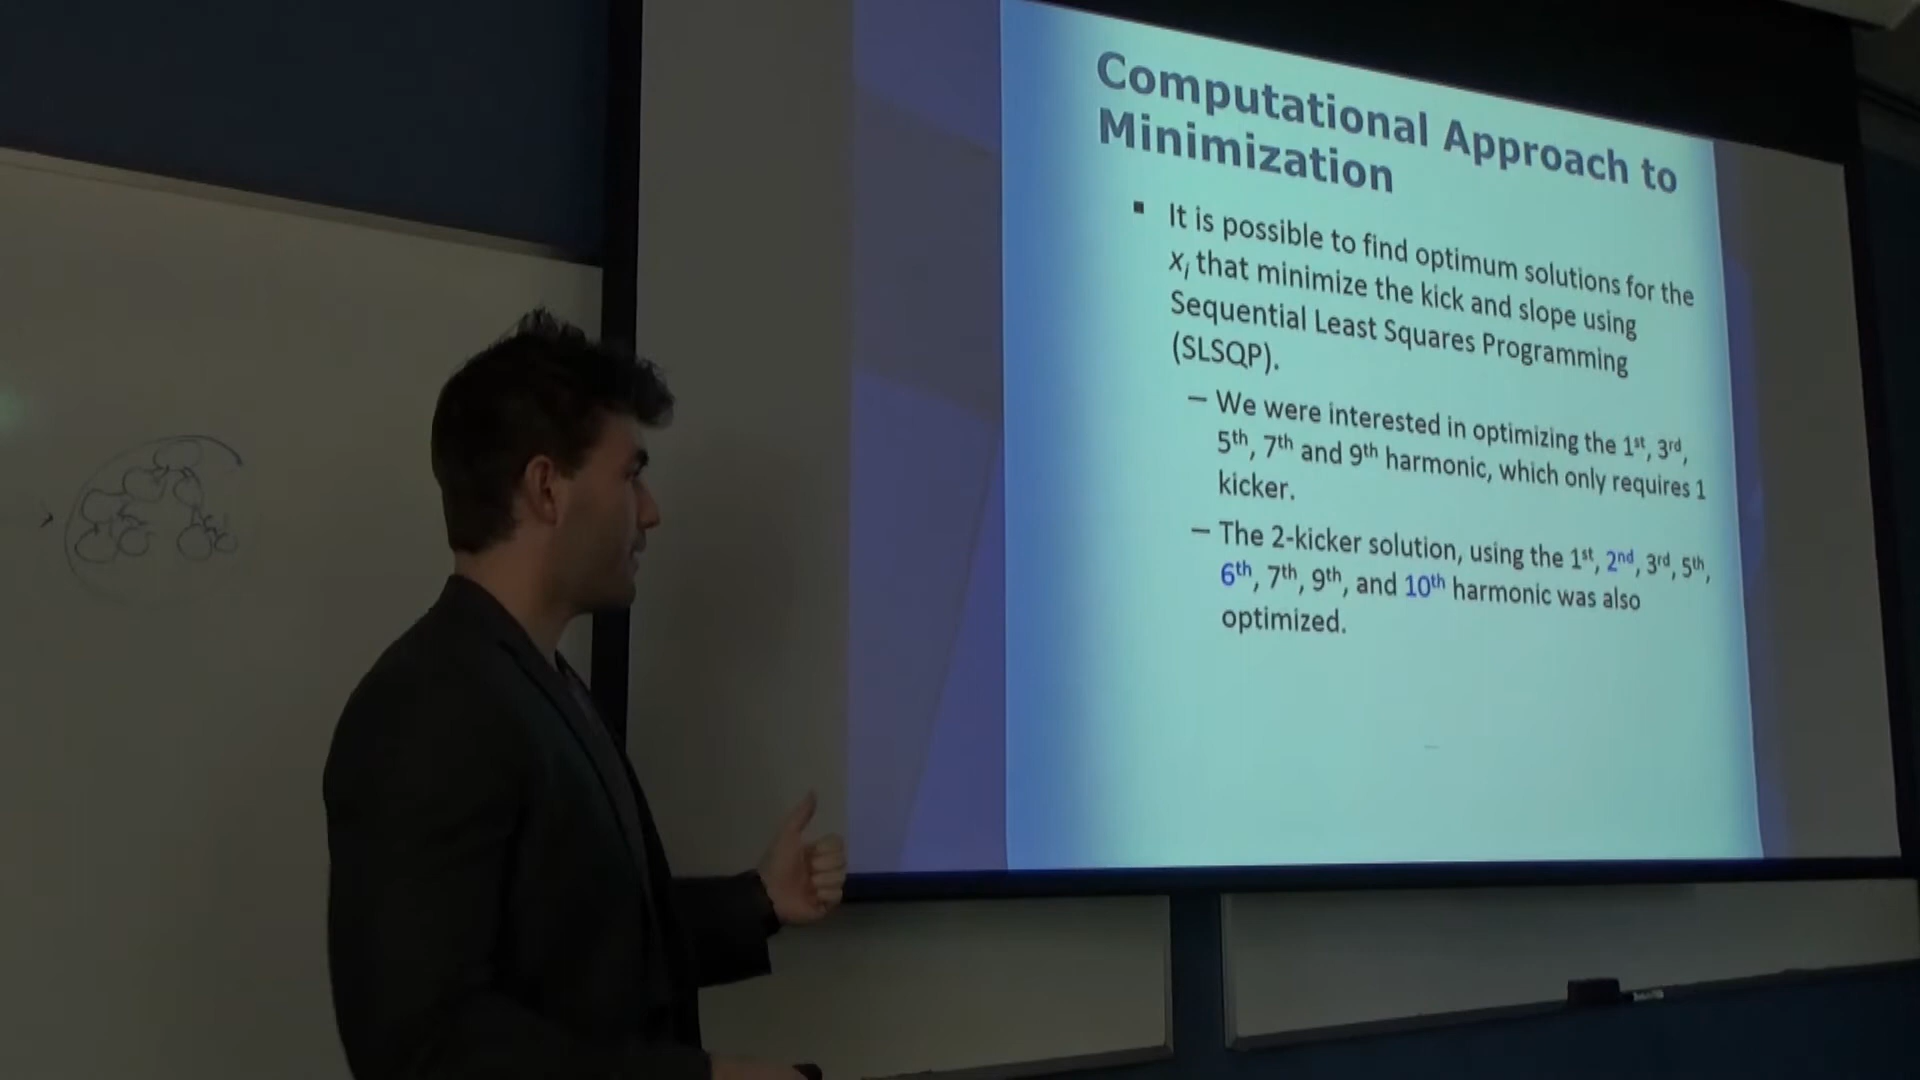 Computational Approach to
Minimization
▪ It is possible to find optimum solutions for the
xᵢ that minimize the kick and slope using
Sequential Least Squares Programming
(SLSQP).
– We were interested in optimizing the 1st, 3rd,
5th, 7th and 9th harmonic, which only requires 1
kicker.
– The 2-kicker solution, using the 1st, 2nd, 3rd, 5th,
6th, 7th, 9th, and 10th harmonic was also
optimized.